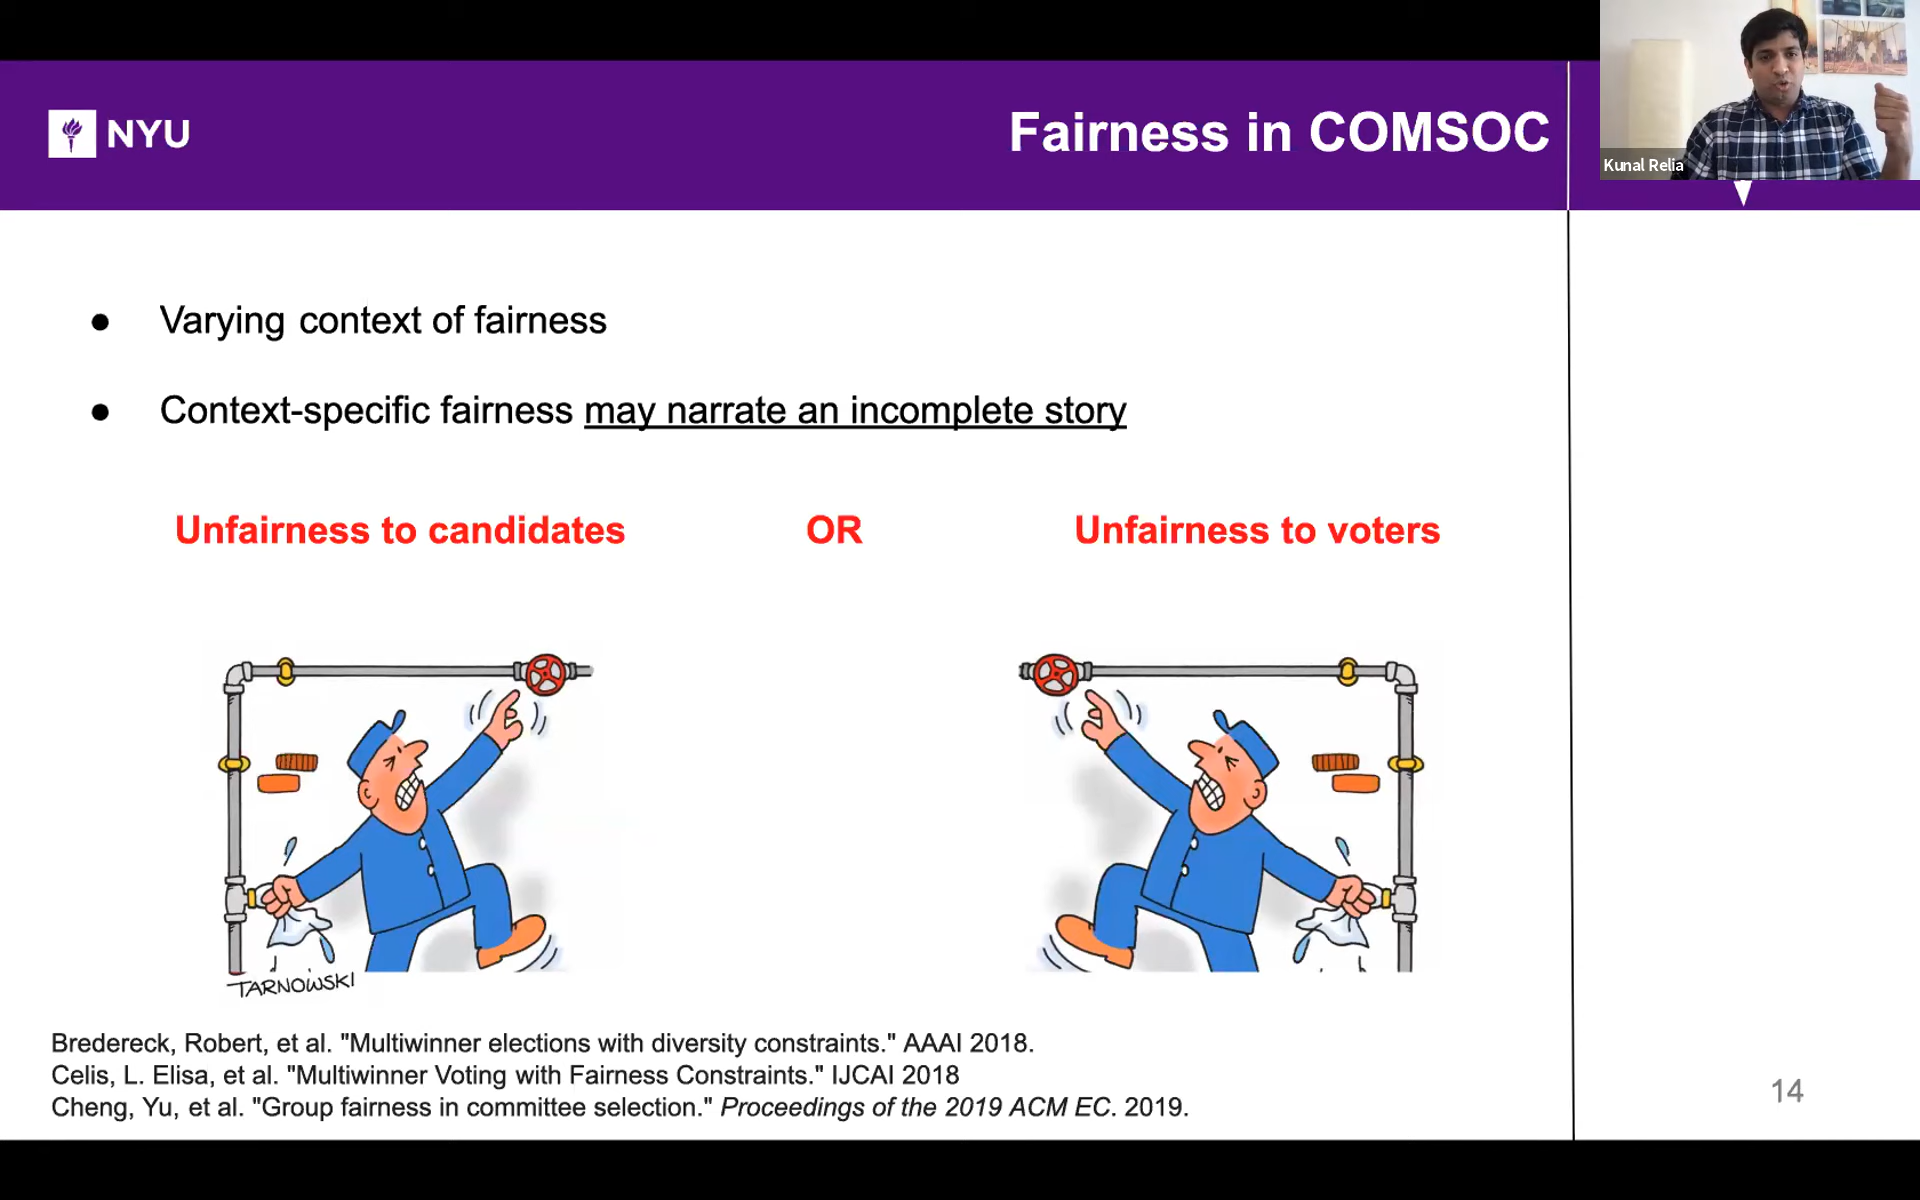 NYU
Fairness in COMSOC
Kunal Relia
● Varying context of fairness
● Context-specific fairness may narrate an incomplete story
Unfairness to candidates OR Unfairness to voters
TARNOWSKI
Bredereck, Robert, et al. "Multiwinner elections with diversity constraints." AAAI 2018.
Celis, L. Elisa, et al. "Multiwinner Voting with Fairness Constraints." IJCAI 2018
Cheng, Yu, et al. "Group fairness in committee selection." Proceedings of the 2019 ACM EC. 2019.
14